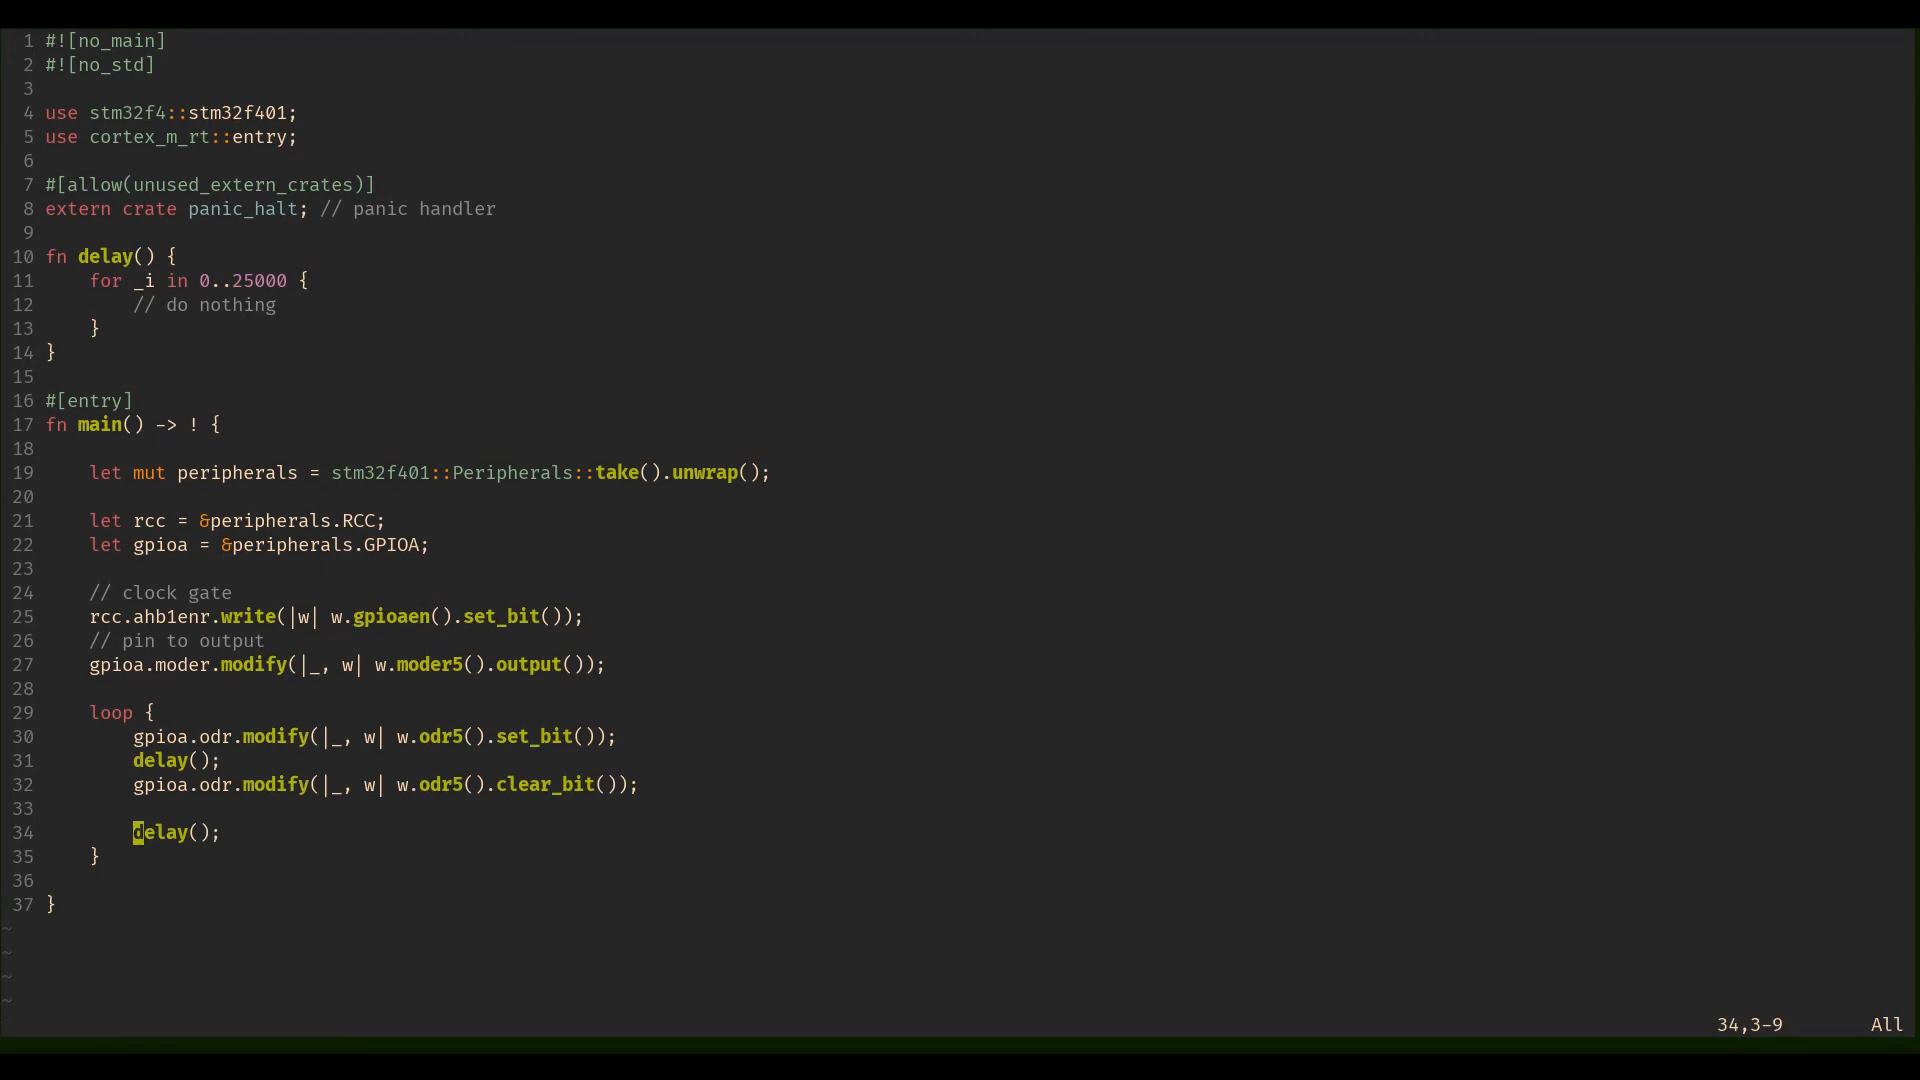 1 #![no_main]
2 #![no_std]
3
4 use stm32f4::stm32f401;
5 use cortex_m_rt::entry;
6
7 #[allow(unused_extern_crates)]
8 extern crate panic_halt; // panic handler
9
10 fn delay() {
11     for _i in 0..25000 {
12         // do nothing
13     }
14 }
15
16 #[entry]
17 fn main() -> ! {
18
19     let mut peripherals = stm32f401::Peripherals::take().unwrap();
20
21     let rcc = &peripherals.RCC;
22     let gpioa = &peripherals.GPIOA;
23
24     // clock gate
25     rcc.ahb1enr.write(|w| w.gpioaen().set_bit());
26     // pin to output
27     gpioa.moder.modify(|_, w| w.moder5().output());
28
29     loop {
30         gpioa.odr.modify(|_, w| w.odr5().set_bit());
31         delay();
32         gpioa.odr.modify(|_, w| w.odr5().clear_bit());
33
34         delay();
35     }
36
37 }
~
~
~
~
34,3-9 All